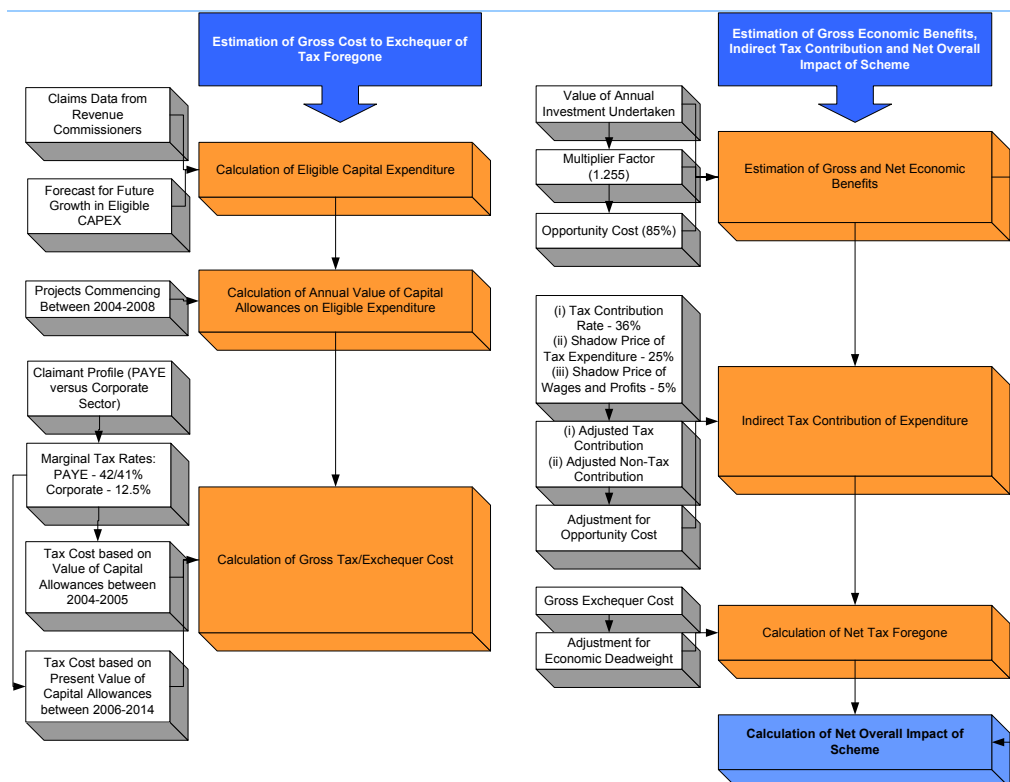 Estimation of Gross Cost to Exchequer of
Tax Foregone
Claims Data from
Revenue
Commissioners
Calculation of Eligible Capital Expenditure
Forecast for Future
Growth in Eligible
CAPEX
Projects Commencing
Between 2004-2008
Calculation of Annual Value of Capital
Allowances on Eligible Expenditure
Claimant Profile (PAYE
versus Corporate
Sector)
Marginal Tax Rates:
PAYE - 42/41%
Corporate - 12.5%
Tax Cost based on
Value of Capital
Allowances between
2004-2005
Calculation of Gross Tax/Exchequer Cost
Tax Cost based on
Present Value of
Capital Allowances
between 2006-2014
Estimation of Gross Economic Benefits,
Indirect Tax Contribution and Net Overall
Impact of Scheme
Value of Annual
Investment Undertaken
Multiplier Factor
(1.255)
Opportunity Cost (85%)
Estimation of Gross and Net Economic
Benefits
(i) Tax Contribution
Rate - 36%
(ii) Shadow Price of
Tax Expenditure - 25%
(iii) Shadow Price of
Wages and Profits - 5%
(i) Adjusted Tax
Contribution
(ii) Adjusted Non-Tax
Contribution
Adjustment for
Opportunity Cost
Indirect Tax Contribution of Expenditure
Gross Exchequer Cost
Adjustment for
Economic Deadweight
Calculation of Net Tax Foregone
Calculation of Net Overall Impact of
Scheme